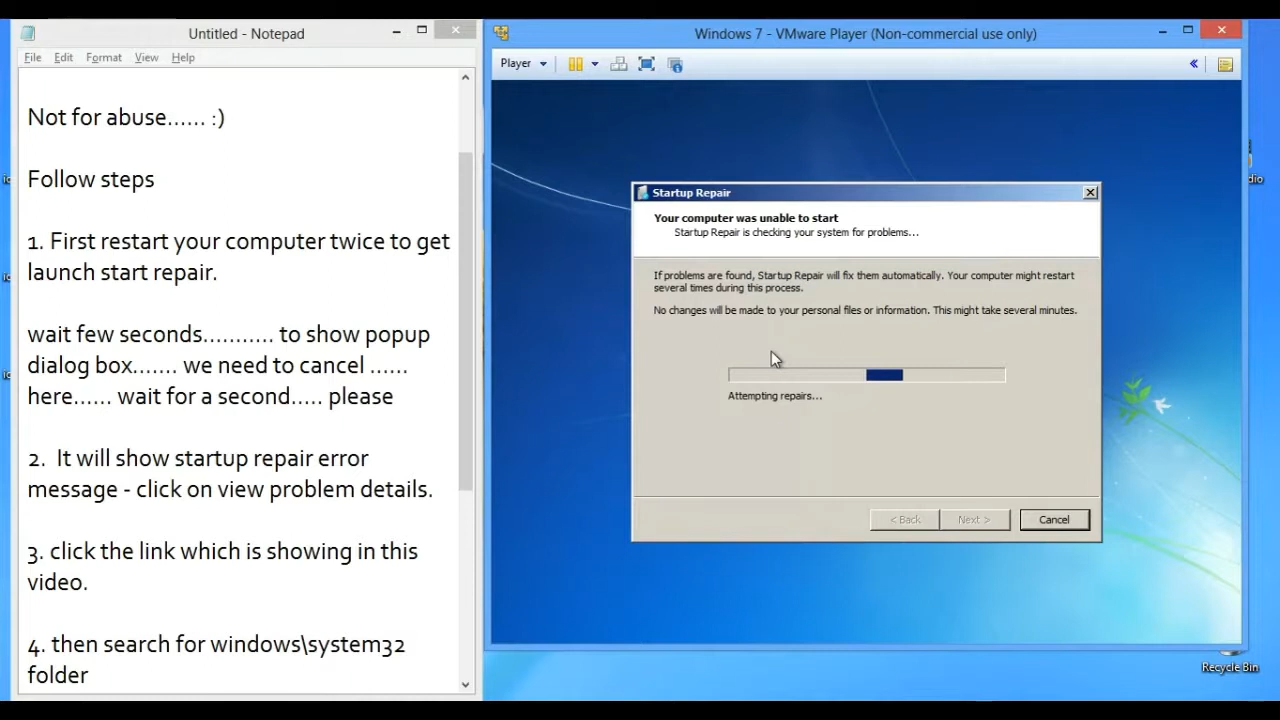 Untitled - Notepad
File Edit Format View Help
Not for abuse...... :)
Follow steps
1. First restart your computer twice to get
launch start repair.
wait few seconds........... to show popup
dialog box....... we need to cancel ......
here...... wait for a second..... please
2.  It will show startup repair error
message - click on view problem details.
3. click the link which is showing in this
video.
4. then search for windows\system32
folder
Windows 7 - VMware Player (Non-commercial use only)
Player
Startup Repair
Your computer was unable to start
Startup Repair is checking your system for problems...
If problems are found, Startup Repair will fix them automatically. Your computer might restart
several times during this process.
No changes will be made to your personal files or information. This might take several minutes.
Attempting repairs...
< Back Next > Cancel
Recycle Bin